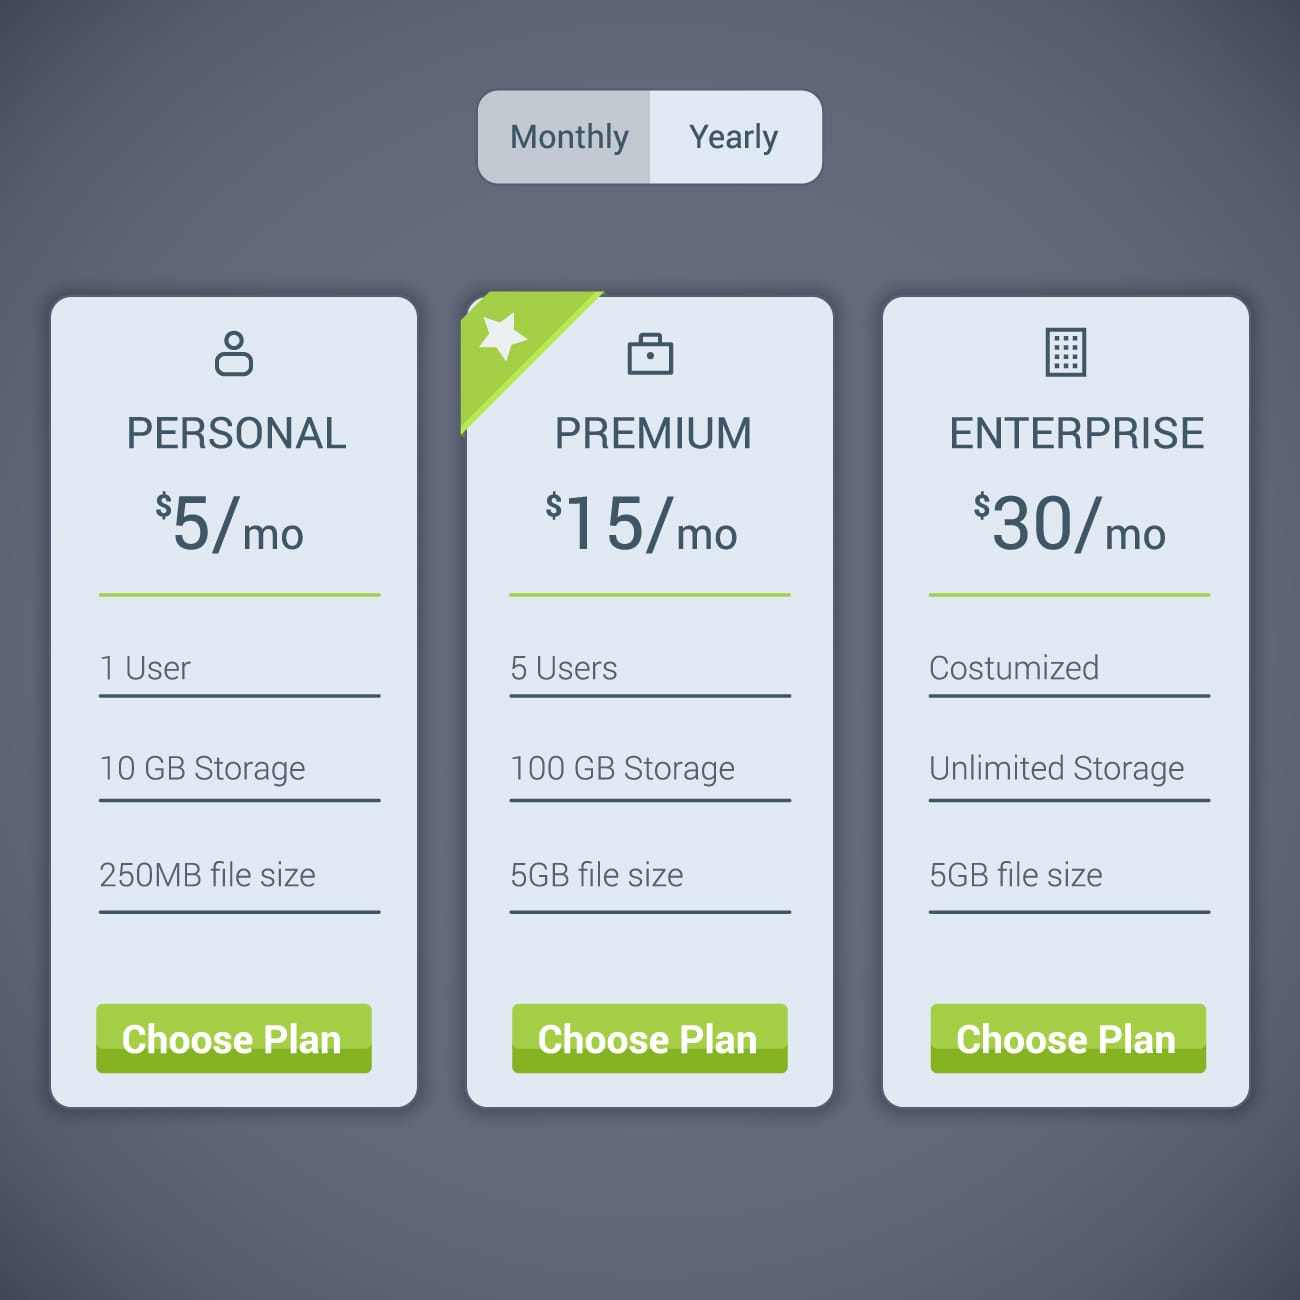 Monthly Yearly
PERSONAL
$5/mo
1 User
10 GB Storage
250MB file size
Choose Plan
PREMIUM
$15/mo
5 Users
100 GB Storage
5GB file size
Choose Plan
ENTERPRISE
$30/mo
Costumized
Unlimited Storage
5GB file size
Choose Plan